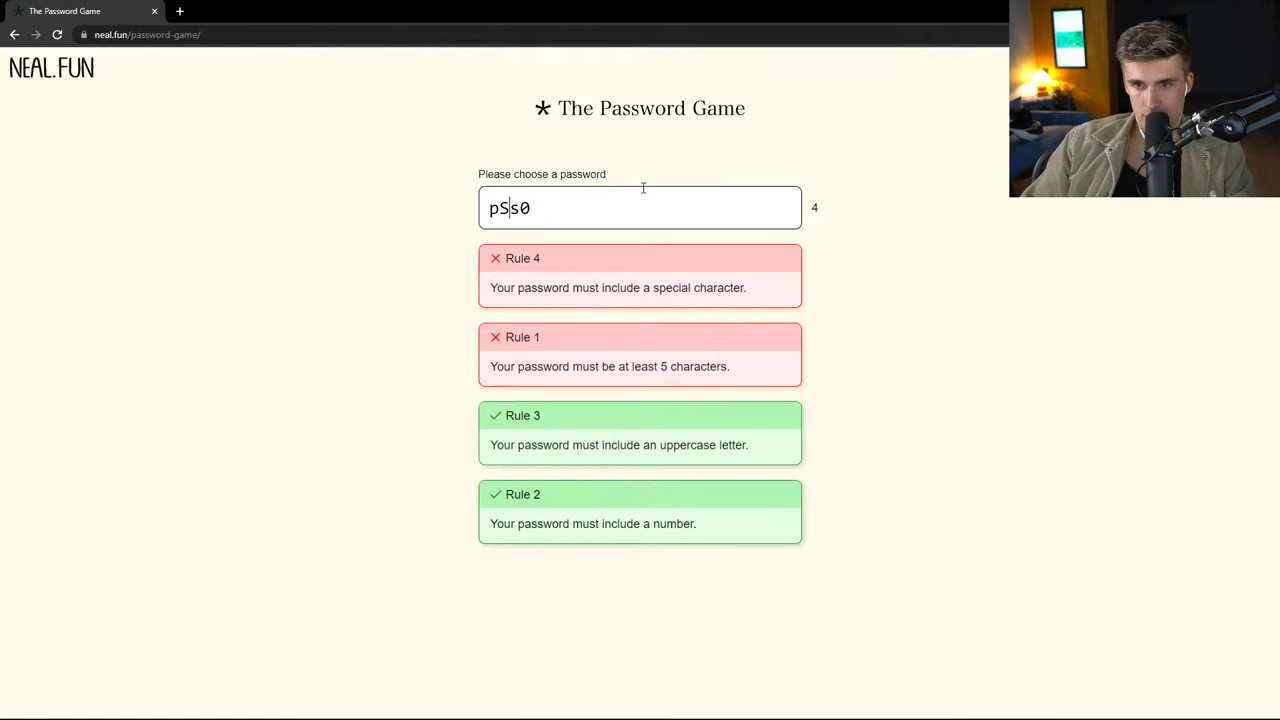 The Password Game
neal.fun/password-game/
NEAL.FUN
* The Password Game
Please choose a password
pSs0
4
Rule 4
Your password must include a special character.
Rule 1
Your password must be at least 5 characters.
Rule 3
Your password must include an uppercase letter.
Rule 2
Your password must include a number.